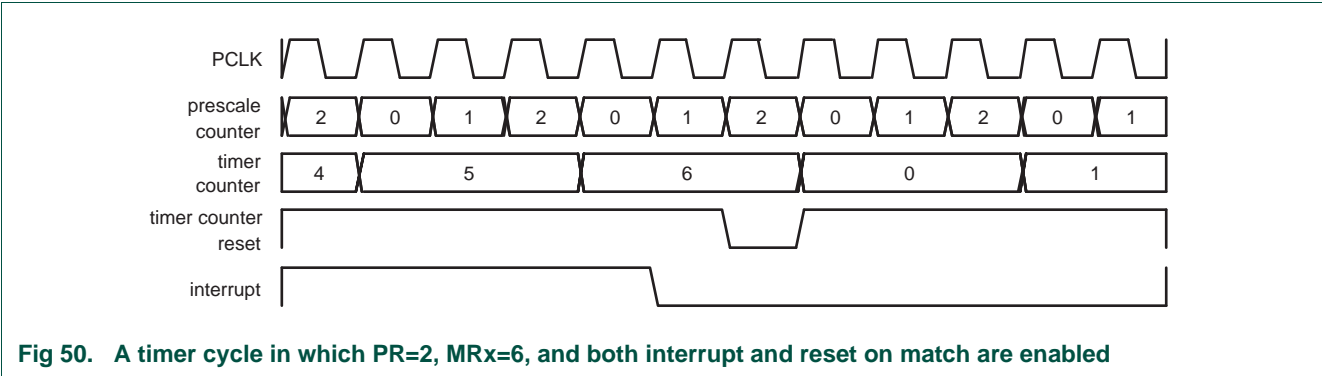 PCLK
prescale
counter
2 0 1 2 0 1 2 0 1 2 0 1
timer
counter
4 5 6 0 1
timer counter
reset
interrupt
Fig 50. A timer cycle in which PR=2, MRx=6, and both interrupt and reset on match are enabled